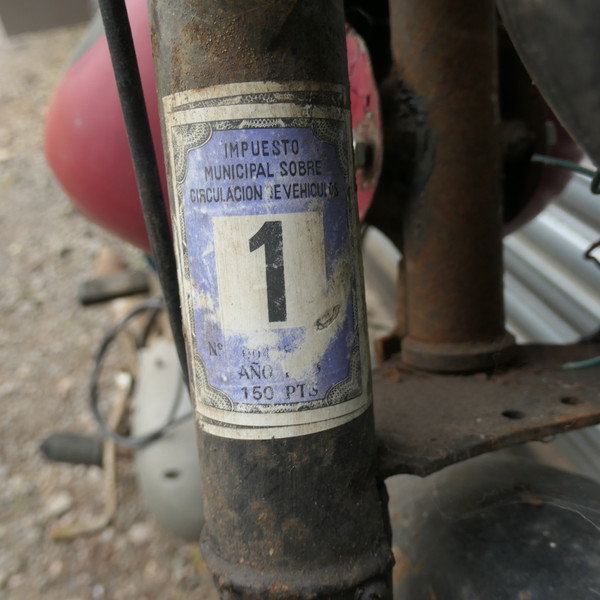 IMPUESTO
MUNICIPAL SOBRE
CIRCULACION DE VEHICULOS
1
Nº
AÑO
150 PTS